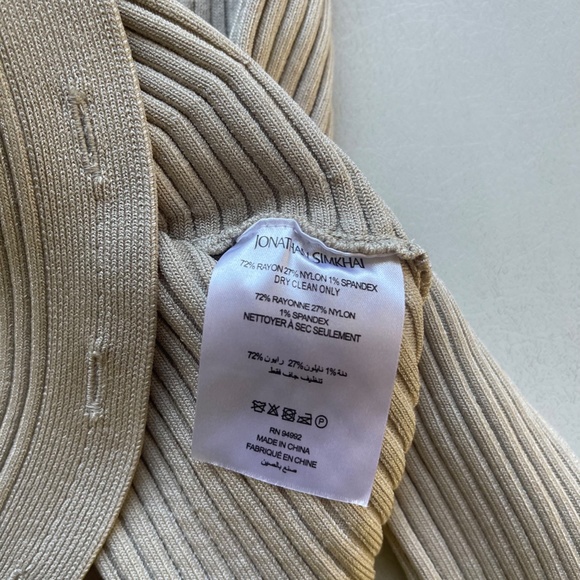 JONATHAN SIMKHAI
72% RAYON 27% NYLON 1% SPANDEX
DRY CLEAN ONLY
72% RAYONNE 27% NYLON
1% SPANDEX
NETTOYER À SEC SEULEMENT
72% رايون %27 نايلون %1 دنة
تنظيف جاف فقط
P
RN 94992
MADE IN CHINA
FABRIQUÉ EN CHINE
صنع بالصين